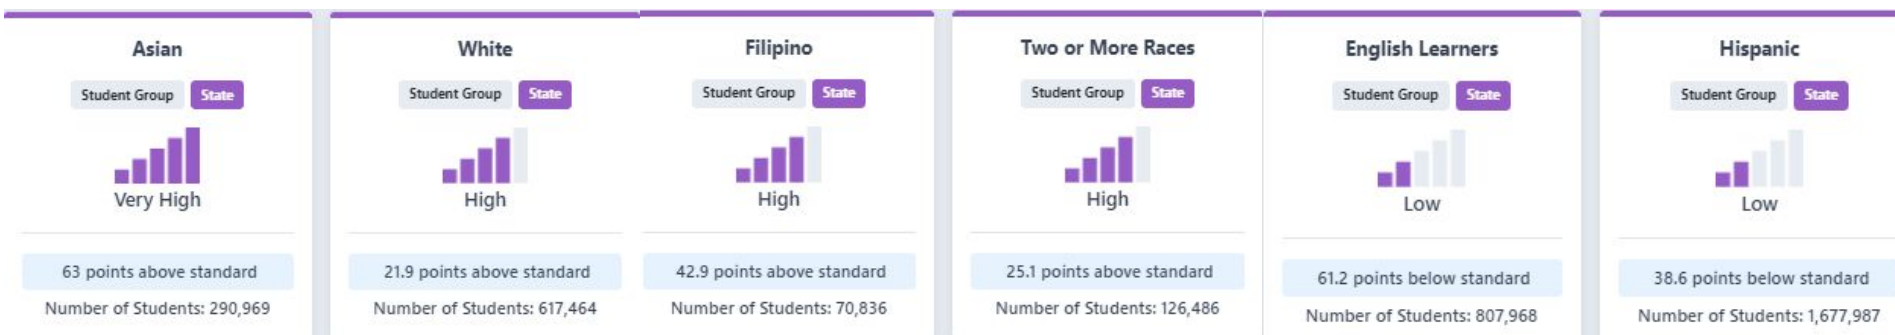 Asian
Student Group State
Very High
63 points above standard
Number of Students: 290,969
White
Student Group State
High
21.9 points above standard
Number of Students: 617,464
Filipino
Student Group State
High
42.9 points above standard
Number of Students: 70,836
Two or More Races
Student Group State
High
25.1 points above standard
Number of Students: 126,486
English Learners
Student Group State
Low
61.2 points below standard
Number of Students: 807,968
Hispanic
Student Group State
Low
38.6 points below standard
Number of Students: 1,677,987